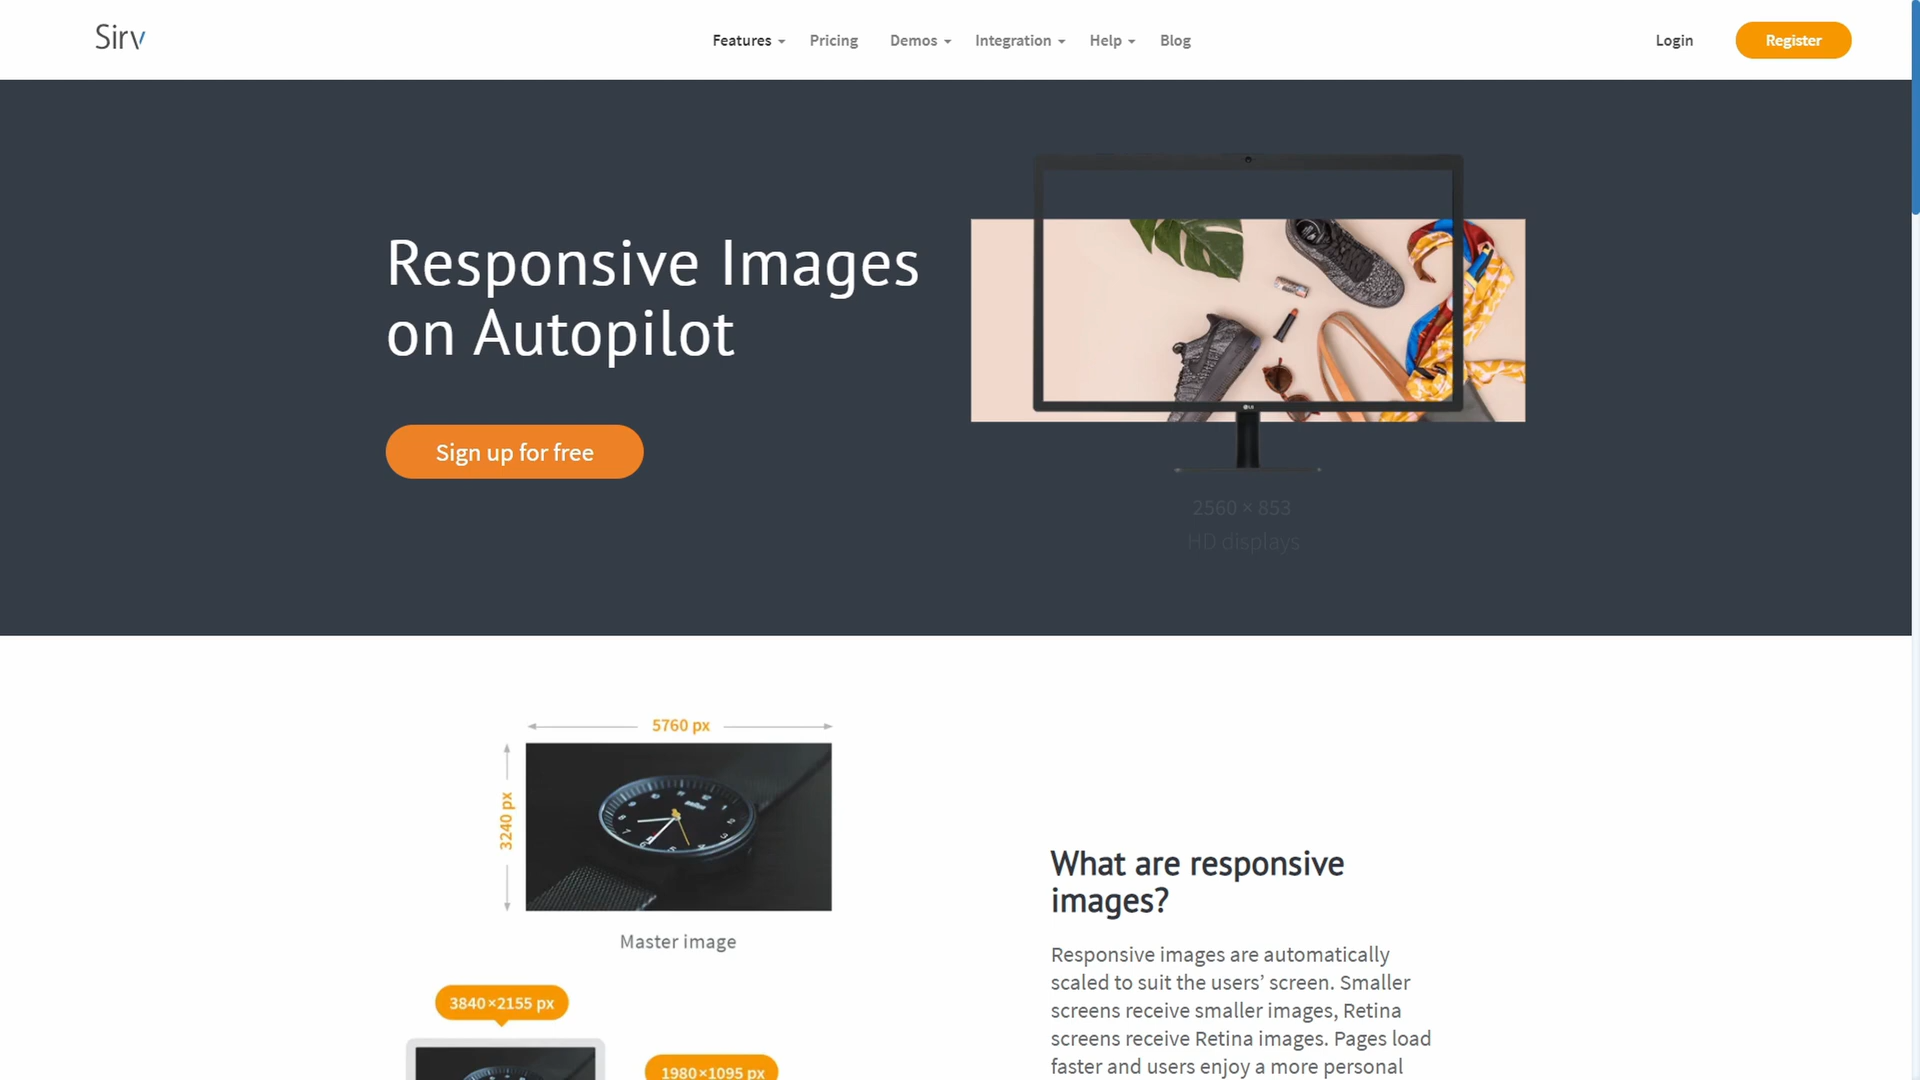 Sirv
Features
Pricing
Demos
Integration
Help
Blog
Login
Register
Responsive Images
on Autopilot
Sign up for free
LG
2560 × 853
HD displays
5760 px
3240 px
Master image
3840×2155 px
1980×1095 px
What are responsive
images?
Responsive images are automatically
scaled to suit the users’ screen. Smaller
screens receive smaller images, Retina
screens receive Retina images. Pages load
faster and users enjoy a more personal